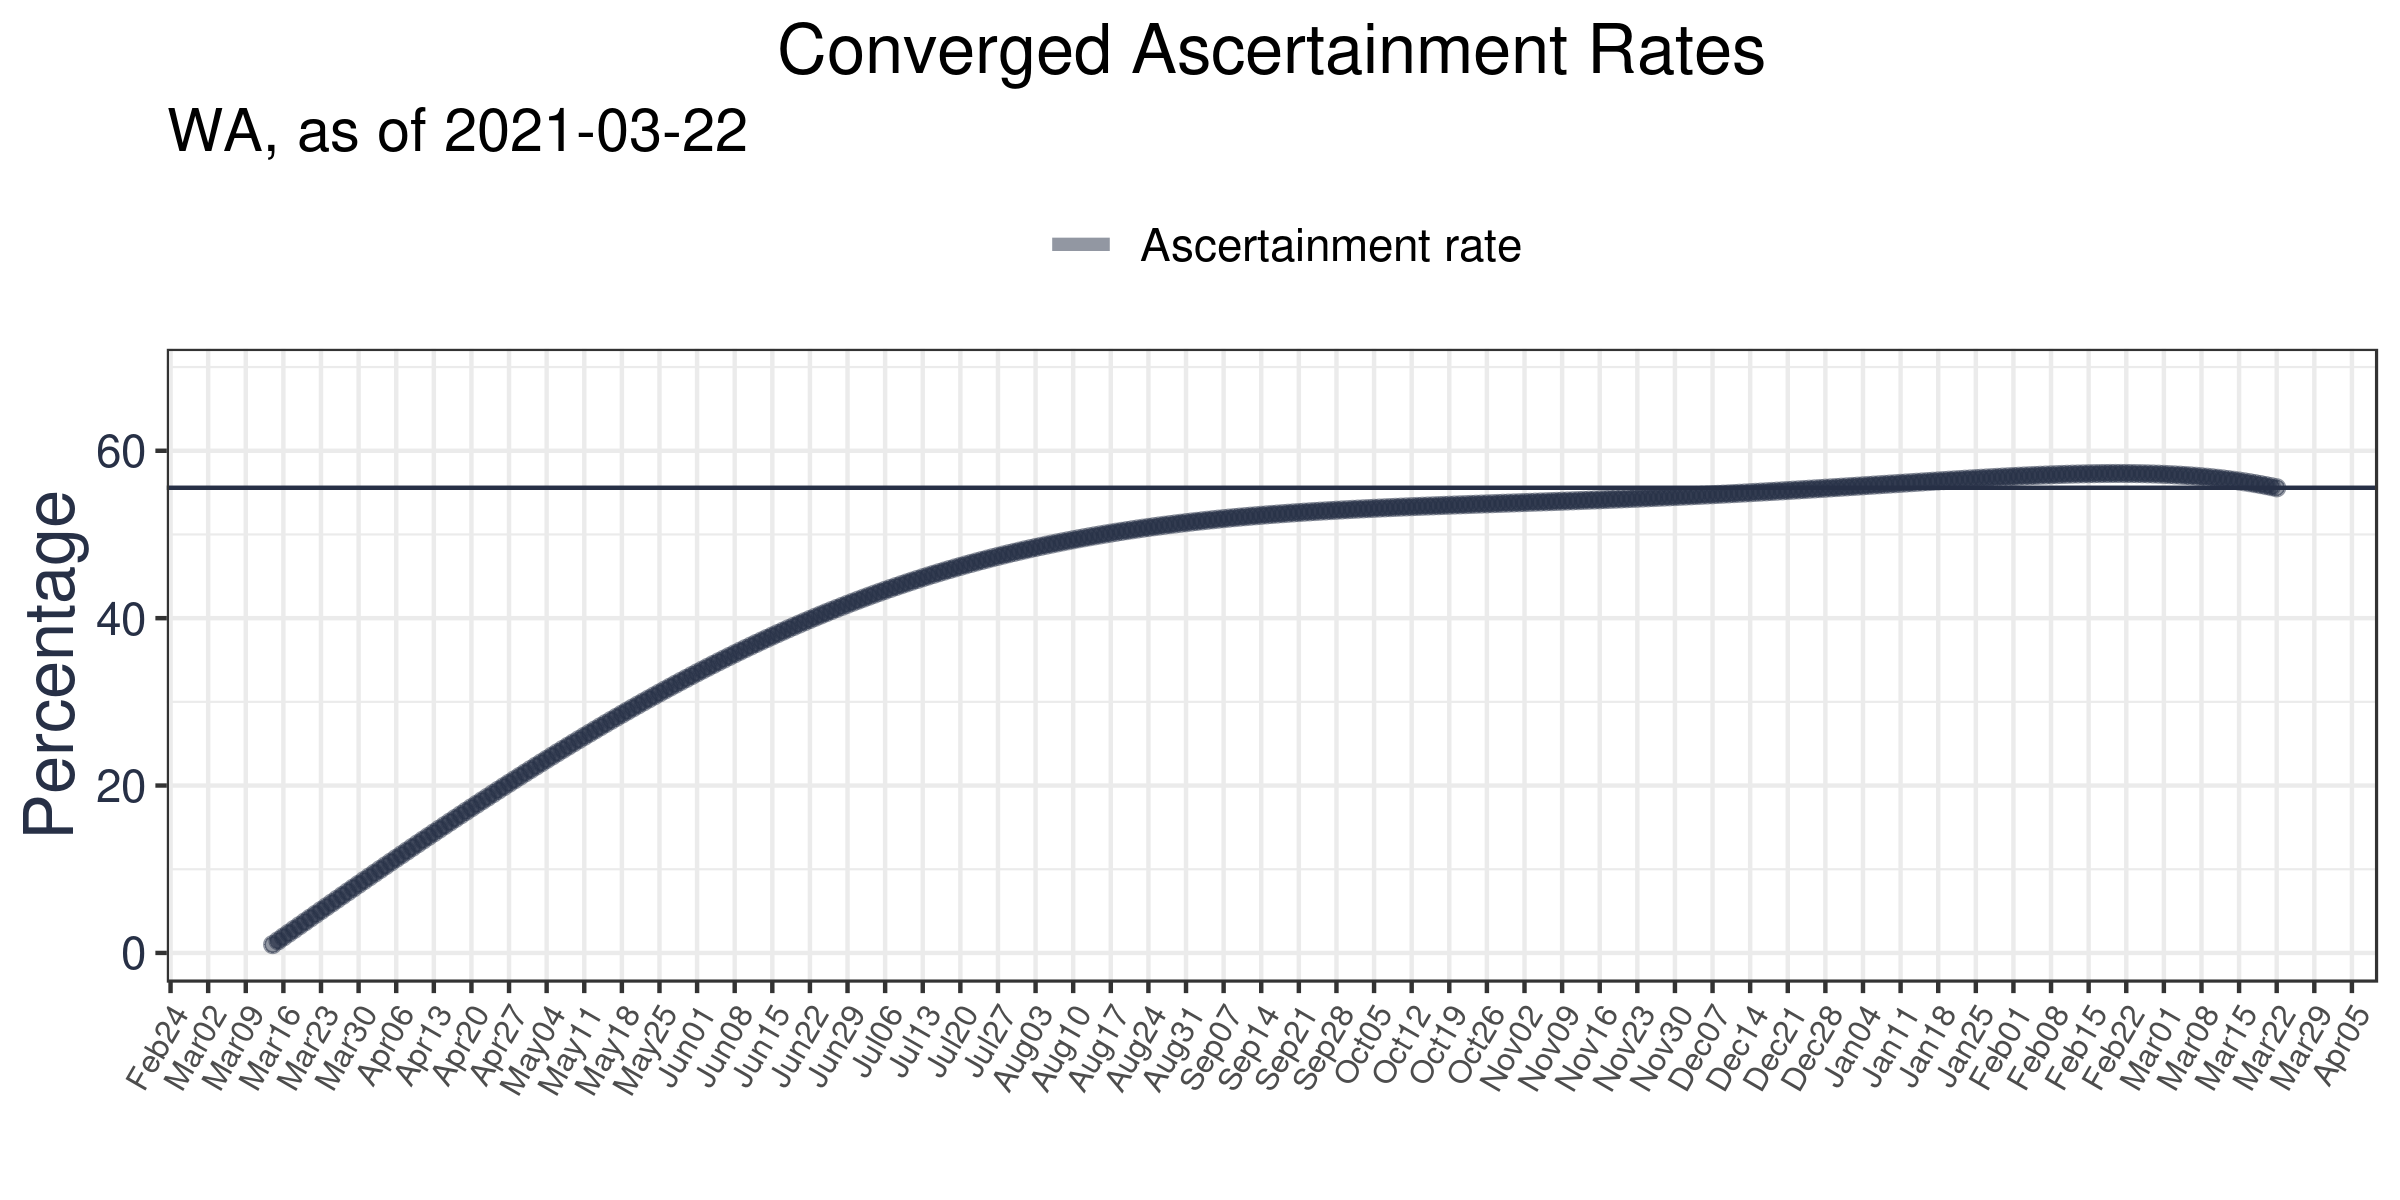 Converged Ascertainment Rates
WA, as of 2021-03-22
Ascertainment rate
Percentage
60
40
20
0
Feb24
Mar02
Mar09
Mar16
Mar23
Mar30
Apr06
Apr13
Apr20
Apr27
May04
May11
May18
May25
Jun01
Jun08
Jun15
Jun22
Jun29
Jul06
Jul13
Jul20
Jul27
Aug03
Aug10
Aug17
Aug24
Aug31
Sep07
Sep14
Sep21
Sep28
Oct05
Oct12
Oct19
Oct26
Nov02
Nov09
Nov16
Nov23
Nov30
Dec07
Dec14
Dec21
Dec28
Jan04
Jan11
Jan18
Jan25
Feb01
Feb08
Feb15
Feb22
Mar01
Mar08
Mar15
Mar22
Mar29
Apr05